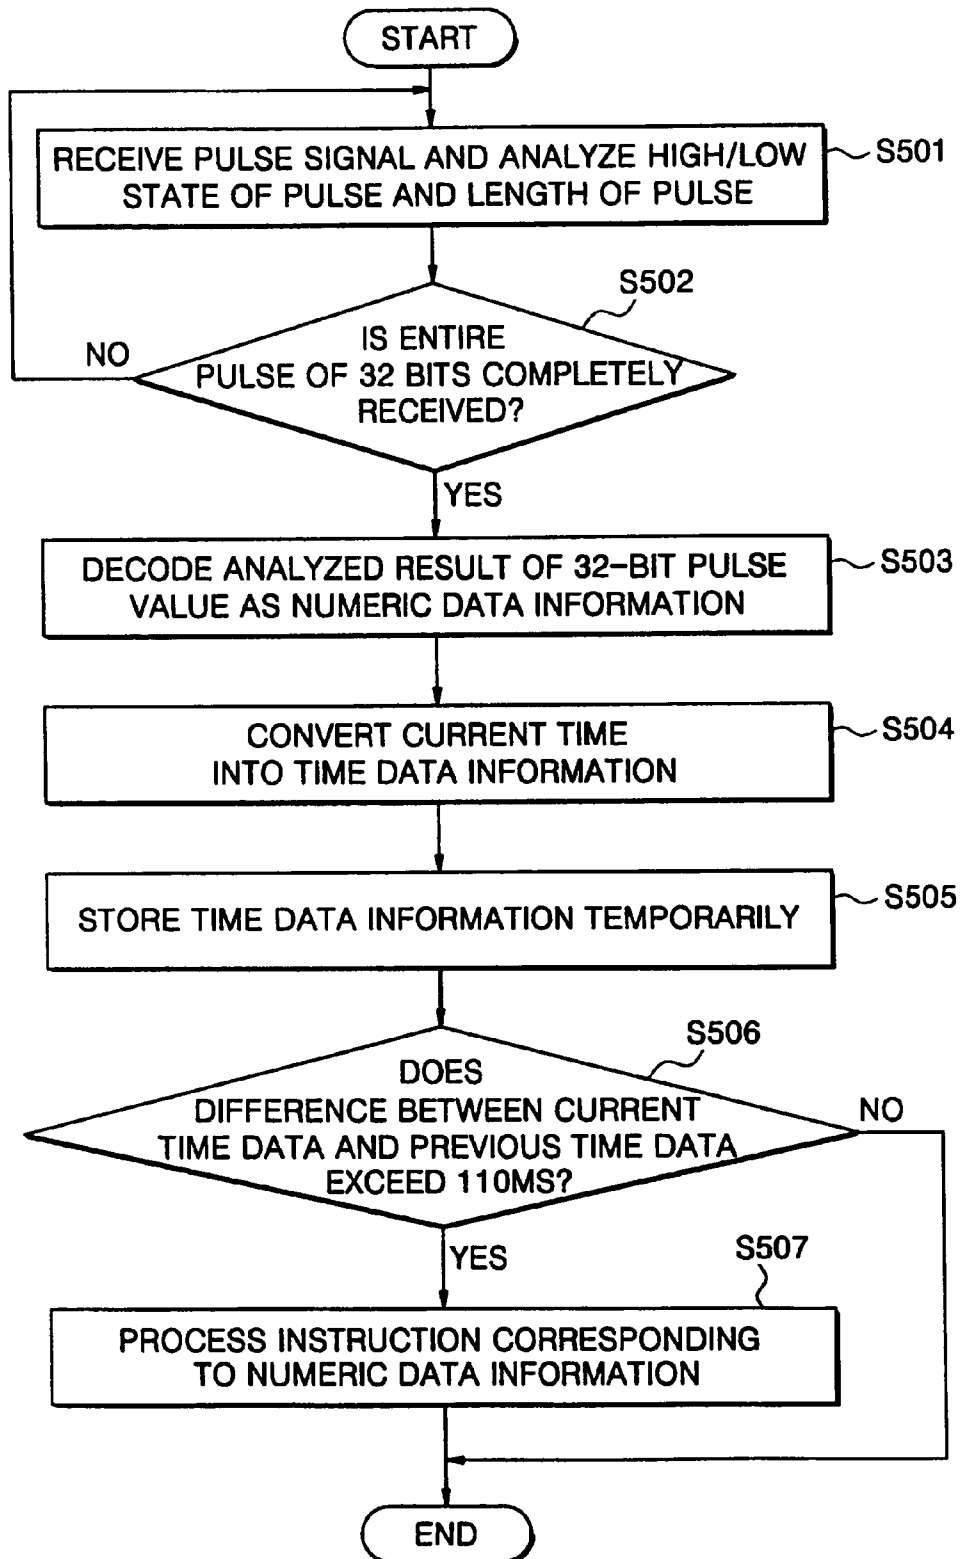 START
RECEIVE PULSE SIGNAL AND ANALYZE HIGH/LOW
STATE OF PULSE AND LENGTH OF PULSE
S501
S502
IS ENTIRE
PULSE OF 32 BITS COMPLETELY
RECEIVED?
NO
YES
DECODE ANALYZED RESULT OF 32-BIT PULSE
VALUE AS NUMERIC DATA INFORMATION
S503
CONVERT CURRENT TIME
INTO TIME DATA INFORMATION
S504
STORE TIME DATA INFORMATION TEMPORARILY
S505
S506
DOES
DIFFERENCE BETWEEN CURRENT
TIME DATA AND PREVIOUS TIME DATA
EXCEED 110MS?
NO
YES
S507
PROCESS INSTRUCTION CORRESPONDING
TO NUMERIC DATA INFORMATION
END